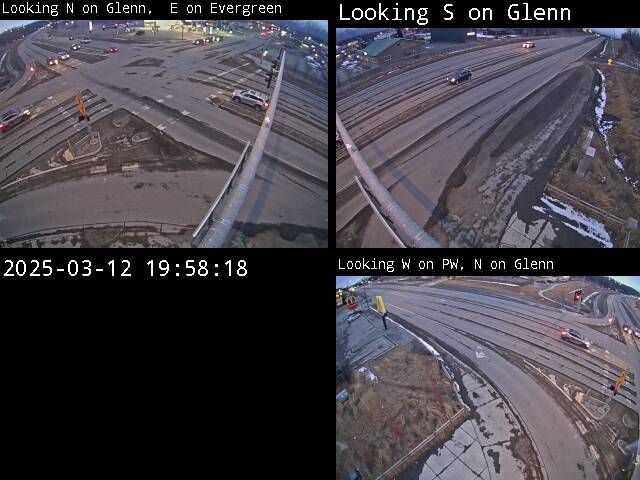 Looking N on Glenn,  E on Evergreen
Looking S on Glenn
2025-03-12 19:58:18
Looking W on PW, N on Glenn